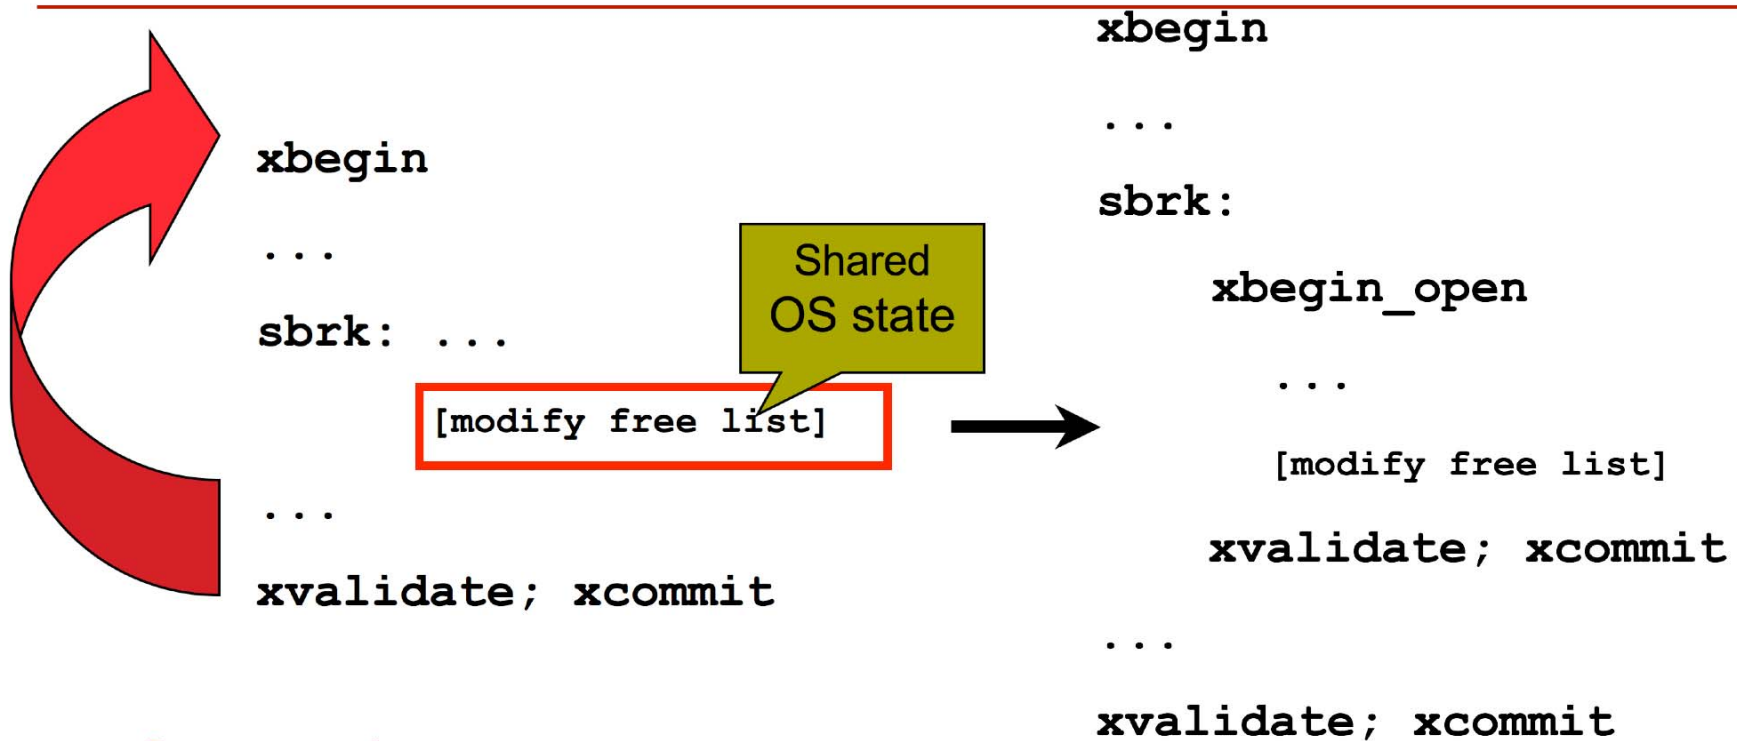 xbegin
...
sbrk: ...
[modify free list]
Shared
OS state
...
xvalidate; xcommit
xbegin
...
sbrk:
xbegin_open
...
[modify free list]
xvalidate; xcommit
...
xvalidate; xcommit